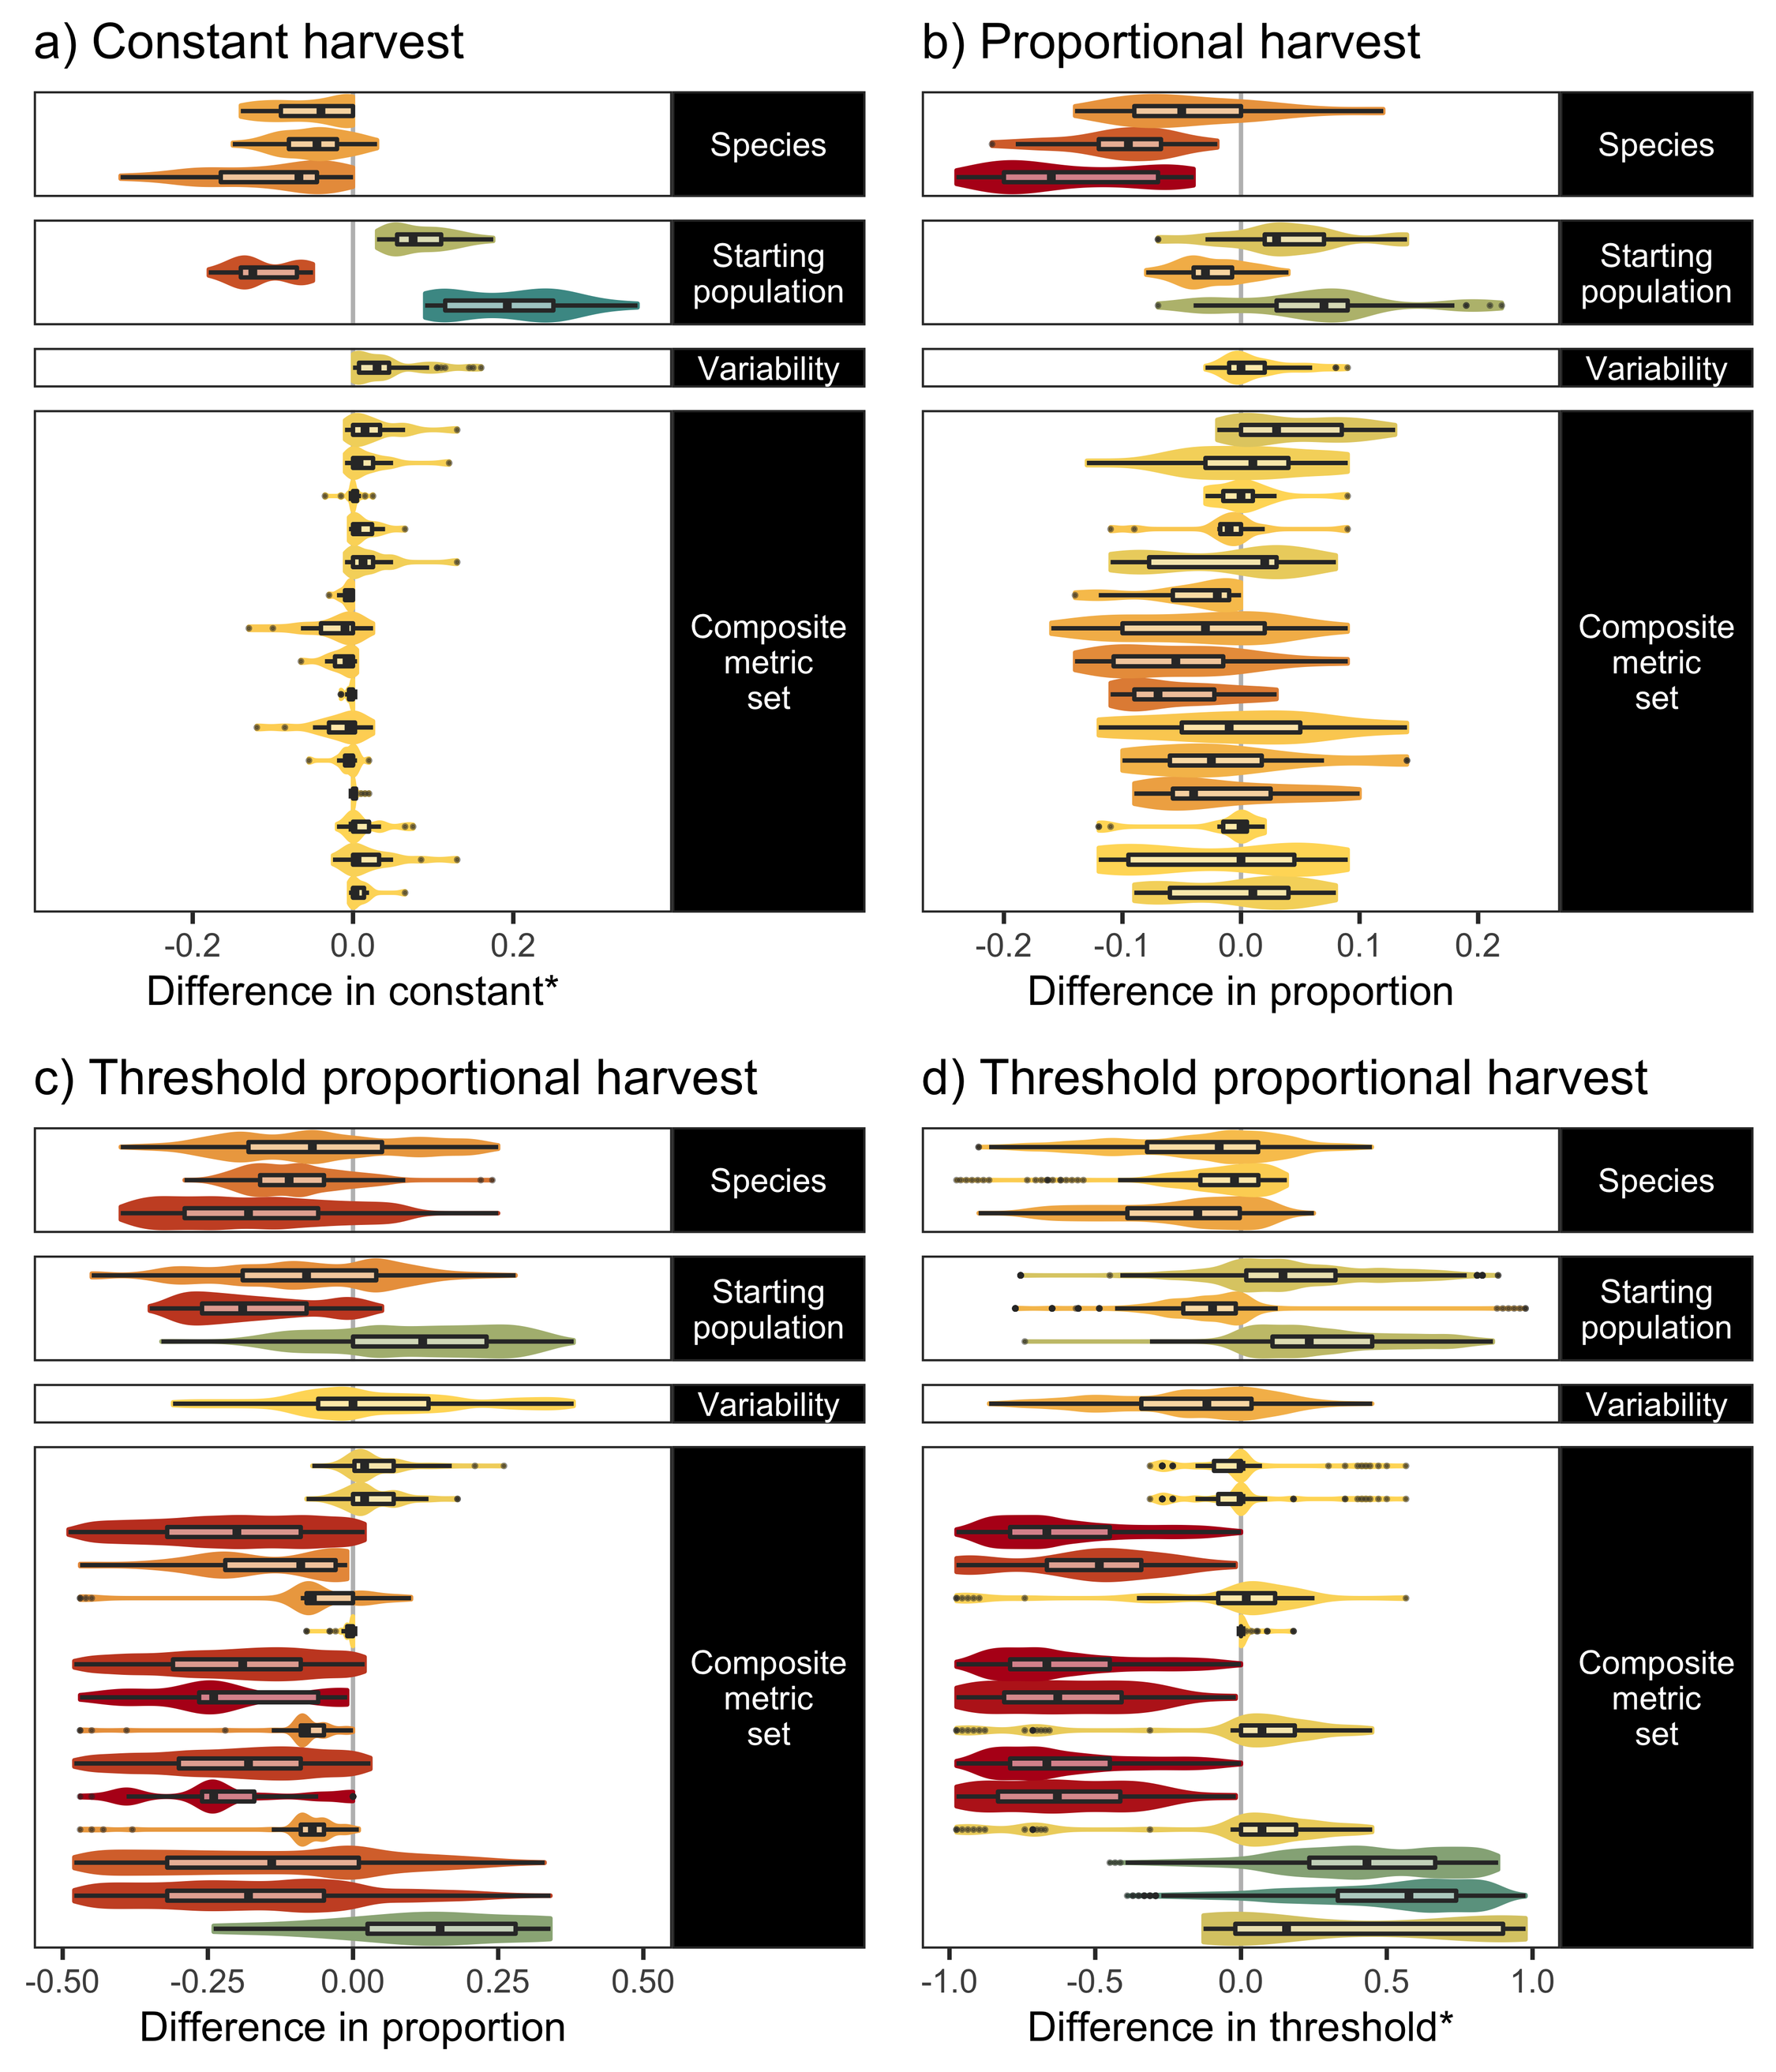 a) Constant harvest
Species
Starting
population
Variability
Composite
metric
set
-0.2 0.0 0.2
Difference in constant*
b) Proportional harvest
Species
Starting
population
Variability
Composite
metric
set
-0.2 -0.1 0.0 0.1 0.2
Difference in proportion
c) Threshold proportional harvest
Species
Starting
population
Variability
Composite
metric
set
-0.50 -0.25 0.00 0.25 0.50
Difference in proportion
d) Threshold proportional harvest
Species
Starting
population
Variability
Composite
metric
set
-1.0 -0.5 0.0 0.5 1.0
Difference in threshold*